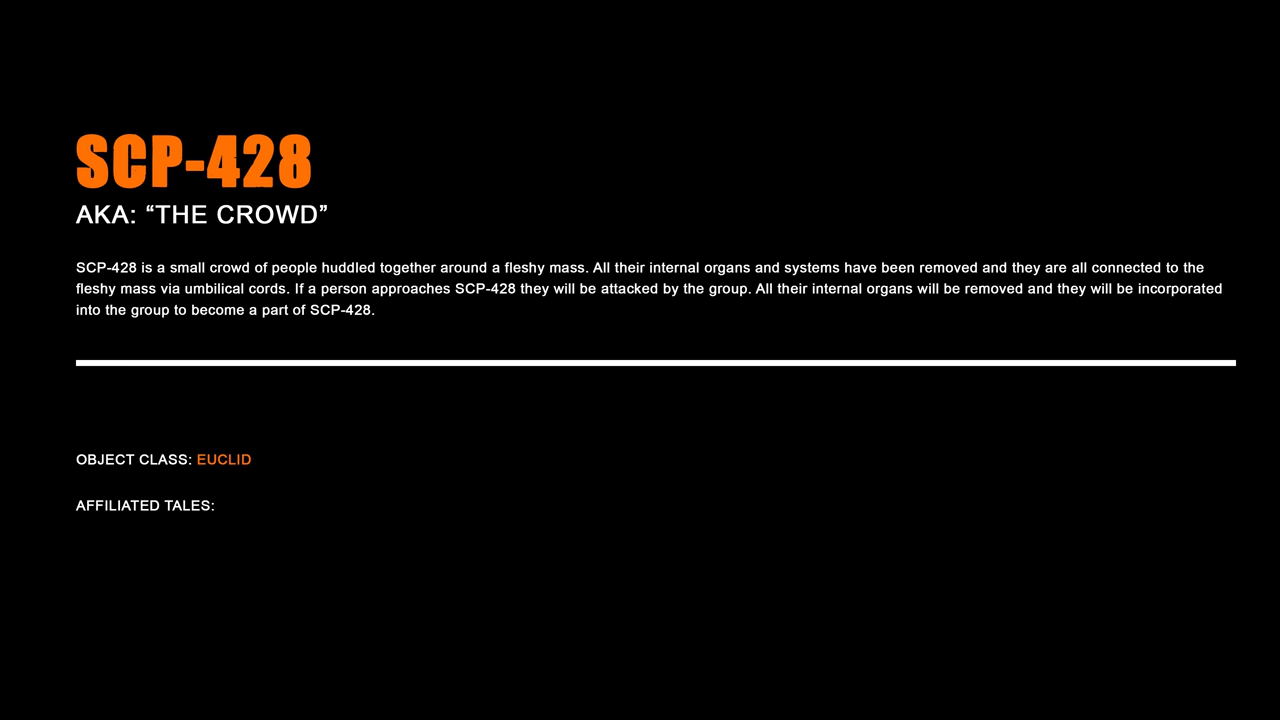 SCP-428
AKA: “THE CROWD”
SCP-428 is a small crowd of people huddled together around a fleshy mass. All their internal organs and systems have been removed and they are all connected to the
fleshy mass via umbilical cords. If a person approaches SCP-428 they will be attacked by the group. All their internal organs will be removed and they will be incorporated
into the group to become a part of SCP-428.
OBJECT CLASS: EUCLID
AFFILIATED TALES: